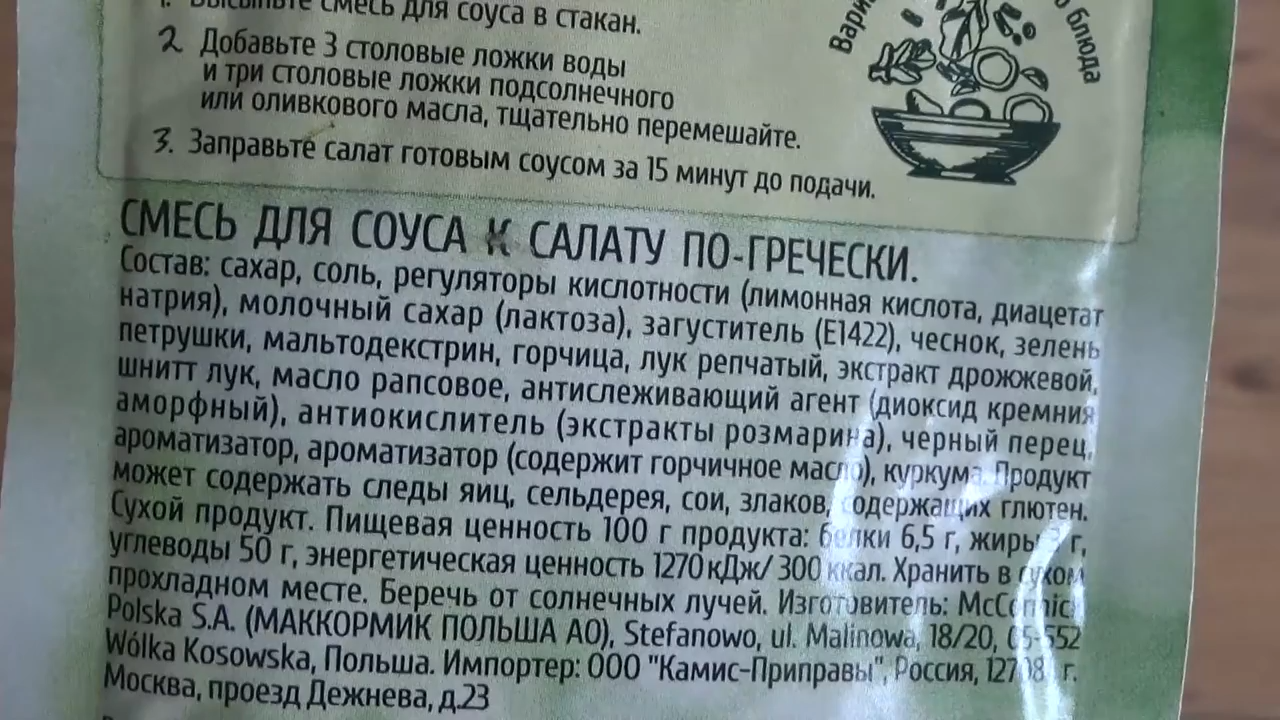 1. Высыпьте смесь для соуса в стакан.
2. Добавьте 3 столовые ложки воды
и три столовые ложки подсолнечного
или оливкового масла, тщательно перемешайте.
3. Заправьте салат готовым соусом за 15 минут до подачи.
блюда
СМЕСЬ ДЛЯ СОУСА К САЛАТУ ПО-ГРЕЧЕСКИ.
Состав: сахар, соль, регуляторы кислотности (лимонная кислота, диацетат
натрия), молочный сахар (лактоза), загуститель (Е1422), чеснок, зелень
петрушки, мальтодекстрин, горчица, лук репчатый, экстракт дрожжевой,
шнитт лук, масло рапсовое, антислеживающий агент (диоксид кремния
аморфный), антиокислитель (экстракты розмарина), черный перец,
ароматизатор, ароматизатор (содержит горчичное масло), куркума. Продукт
может содержать следы яиц, сельдерея, сои, злаков, содержащих глютен.
Сухой продукт. Пищевая ценность 100 г продукта: белки 6,5 г, жиры г,
углеводы 50 г, энергетическая ценность 1270 кДж/ 300 ккал. Хранить в сухом
прохладном месте. Беречь от солнечных лучей. Изготовитель: McCormick
Polska S.A. (МАККОРМИК ПОЛЬША АО), Stefanowo, ul. Malinowa, 18/20, 05-552
Wólka Kosowska, Польша. Импортер: ООО "Камис-Приправы", Россия, г.
Москва, проезд Дежнева, д.23